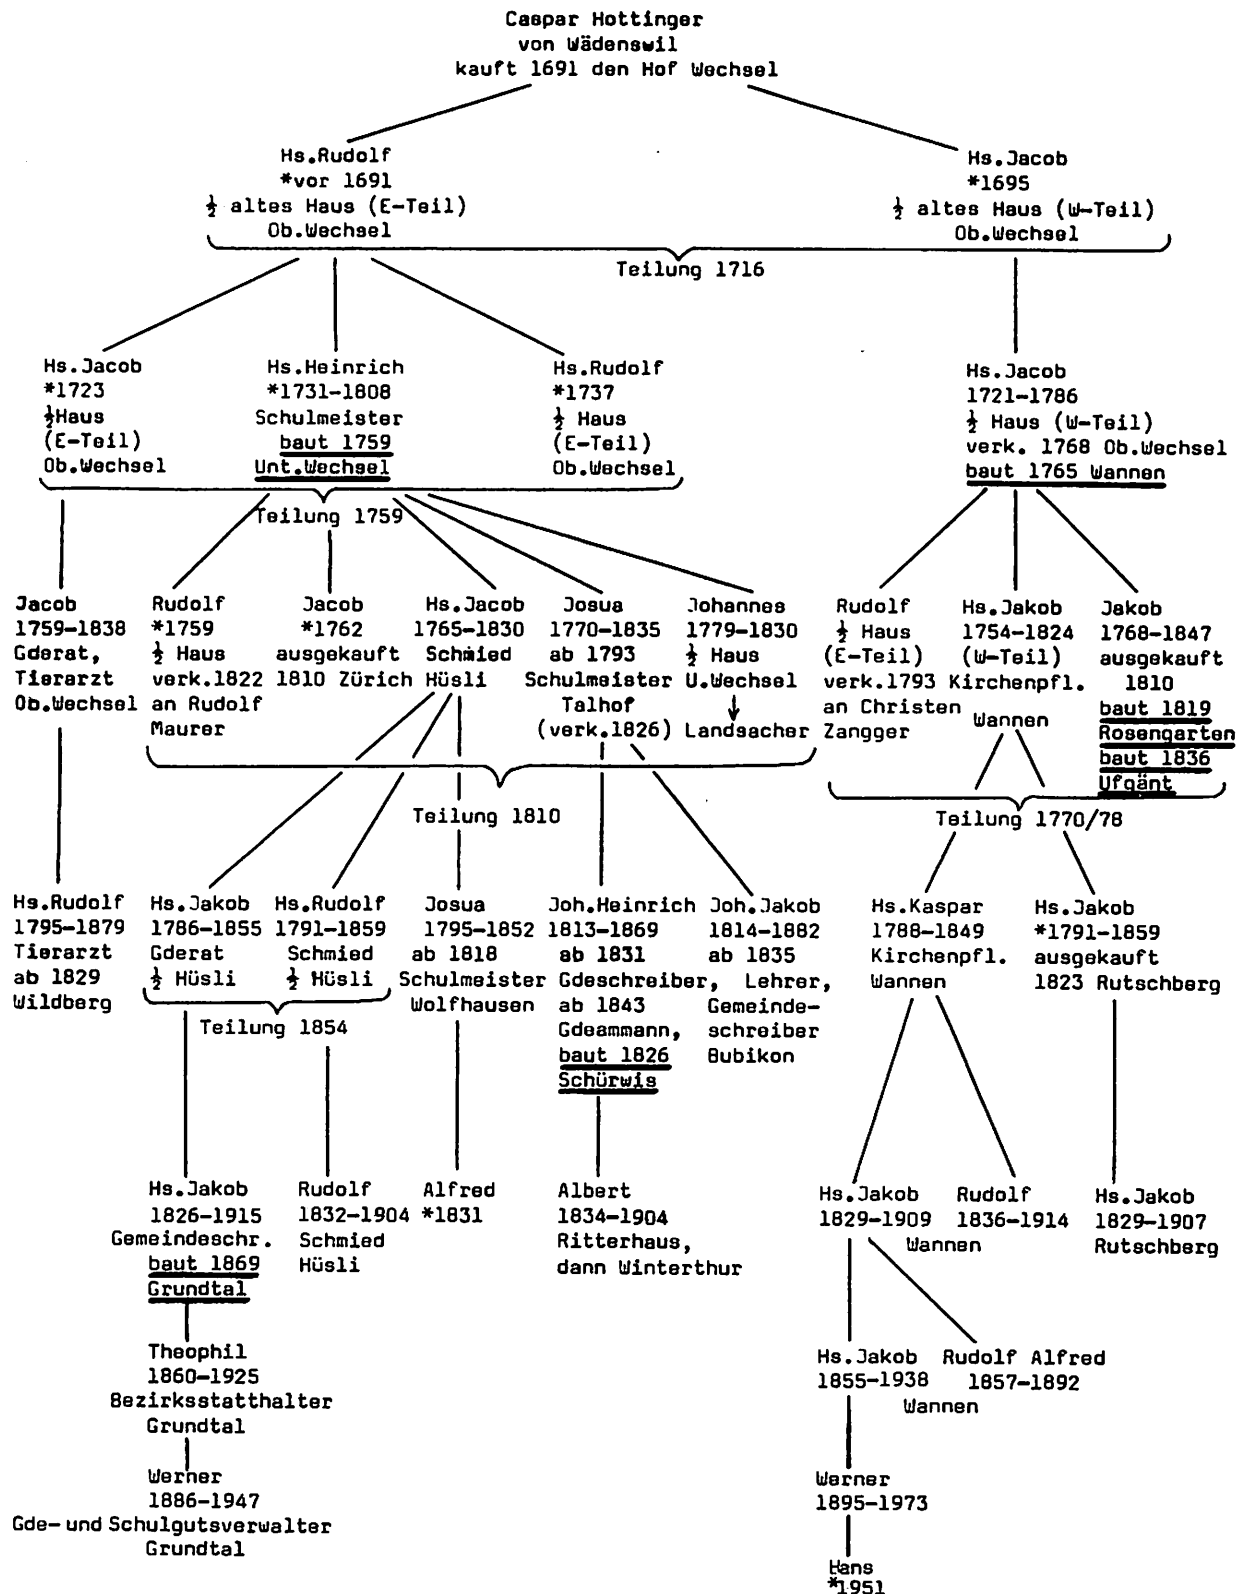 Caspar Hottinger
von Wädenswil
kauft 1691 den Hof Wechsel
Hs.Rudolf
*vor 1691
½ altes Haus (E-Teil)
Ob.Wechsel
Hs.Jacob
*1695
½ altes Haus (W-Teil)
Ob.Wechsel
Teilung 1716
Hs.Jacob
*1723
½Haus
(E-Teil)
Ob.Wechsel
Hs.Heinrich
*1731-1808
Schulmeister
baut 1759
Unt.Wechsel
Hs.Rudolf
*1737
½ Haus
(E-Teil)
Ob.Wechsel
Hs.Jacob
1721-1786
½ Haus (W-Teil)
verk. 1768 Ob.Wechsel
baut 1765 Wannen
Teilung 1759
Jacob
1759-1838
Gderat,
Tierarzt
Ob.Wechsel
Rudolf
*1759
½ Haus
verk.1822
an Rudolf
Maurer
Jacob
*1762
ausgekauft
1810 Zürich
Hs.Jacob
1765-1830
Schmied
Hüsli
Josua
1770-1835
ab 1793
Schulmeister
Talhof
(verk.1826)
Johannes
1779-1830
½ Haus
U.Wechsel
Landsacher
Rudolf
½ Haus
(E-Teil)
verk.1793
an Christen
Zangger
Hs.Jakob
1754-1824
(W-Teil)
Kirchenpfl.
Wannen
Jakob
1768-1847
ausgekauft
1810
baut 1819
Rosengarten
baut 1836
Ufgänt
Teilung 1810
Teilung 1770/78
Hs.Rudolf
1795-1879
Tierarzt
ab 1829
Wildberg
Hs.Jakob
1786-1855
Gderat
½ Hüsli
Hs.Rudolf
1791-1859
Schmied
½ Hüsli
Teilung 1854
Josua
1795-1852
ab 1818
Schulmeister
Wolfhausen
Joh.Heinrich
1813-1869
ab 1831
Gdeschreiber,
ab 1843
Gdeammann,
baut 1826
Schürwis
Joh.Jakob
1814-1882
ab 1835
Lehrer,
Gemeinde-
schreiber
Bubikon
Hs.Kaspar
1788-1849
Kirchenpfl.
Wannen
Hs.Jakob
*1791-1859
ausgekauft
1823 Rutschberg
Hs.Jakob
1826-1915
Gemeindeschr.
baut 1869
Grundtal
Rudolf
1832-1904
Schmied
Hüsli
Alfred
*1831
Albert
1834-1904
Ritterhaus,
dann Winterthur
Hs.Jakob
1829-1909
Rudolf
1836-1914
Wannen
Hs.Jakob
1829-1907
Rutschberg
Theophil
1860-1925
Bezirksstatthalter
Grundtal
Hs.Jakob
1855-1938
Rudolf Alfred
1857-1892
Wannen
Werner
1886-1947
Gde- und Schulgutsverwalter
Grundtal
Werner
1895-1973
Hans
*1951